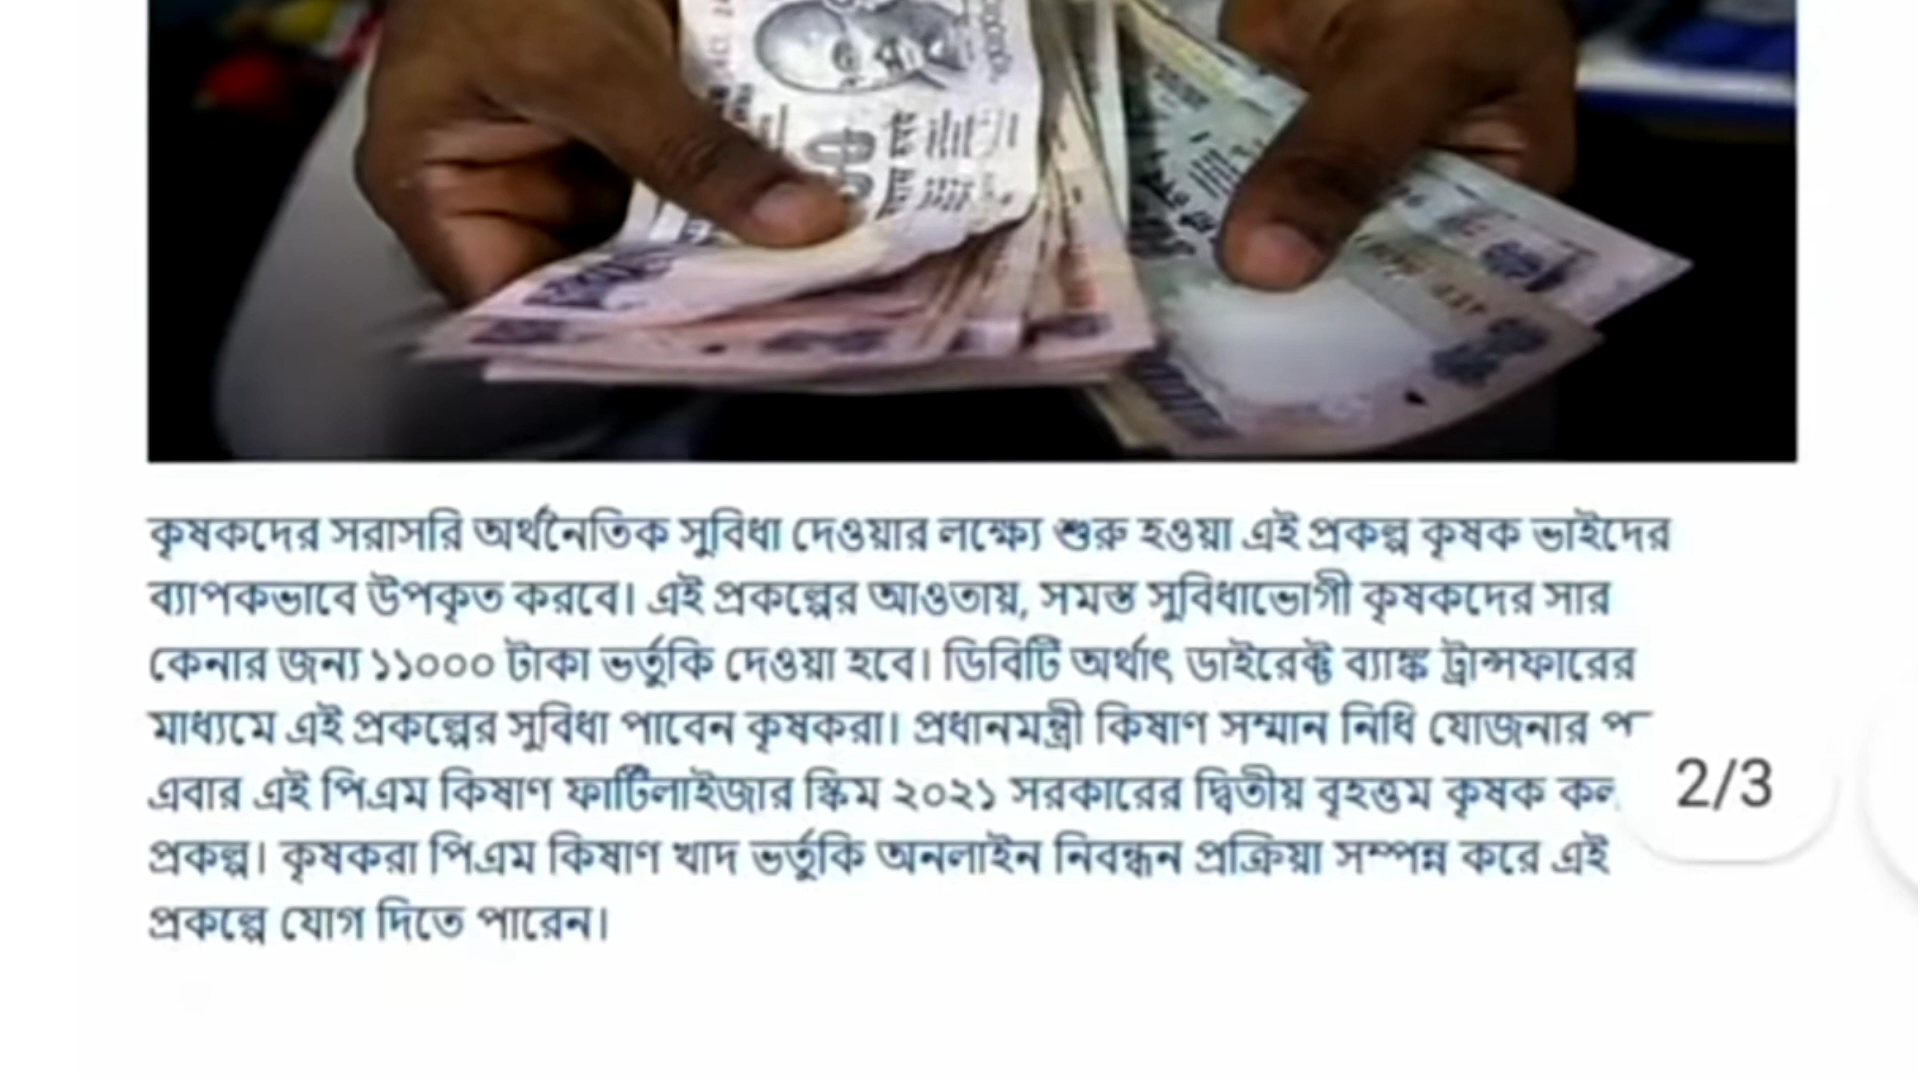 কৃষকদের সরাসরি অর্থনৈতিক সুবিধা দেওয়ার লক্ষ্যে শুরু হওয়া এই প্রকল্প কৃষক ভাইদের
ব্যাপকভাবে উপকৃত করবে। এই প্রকল্পের আওতায়, সমস্ত সুবিধাভোগী কৃষকদের সার
কেনার জন্য ১১০০০ টাকা ভর্তুকি দেওয়া হবে। ডিবিটি অর্থাৎ ডাইরেক্ট ব্যাঙ্ক ট্রান্সফারের
মাধ্যমে এই প্রকল্পের সুবিধা পাবেন কৃষকরা। প্রধানমন্ত্রী কিষাণ সম্মান নিধি যোজনার
এবার এই পিএম কিষাণ ফার্টিলাইজার স্কিম ২০২১ সরকারের দ্বিতীয় বৃহত্তম কৃষক
প্রকল্প। কৃষকরা পিএম কিষাণ খাদ ভর্তুকি অনলাইন নিবন্ধন প্রক্রিয়া সম্পন্ন করে এই
প্রকল্পে যোগ দিতে পারেন।
2/3